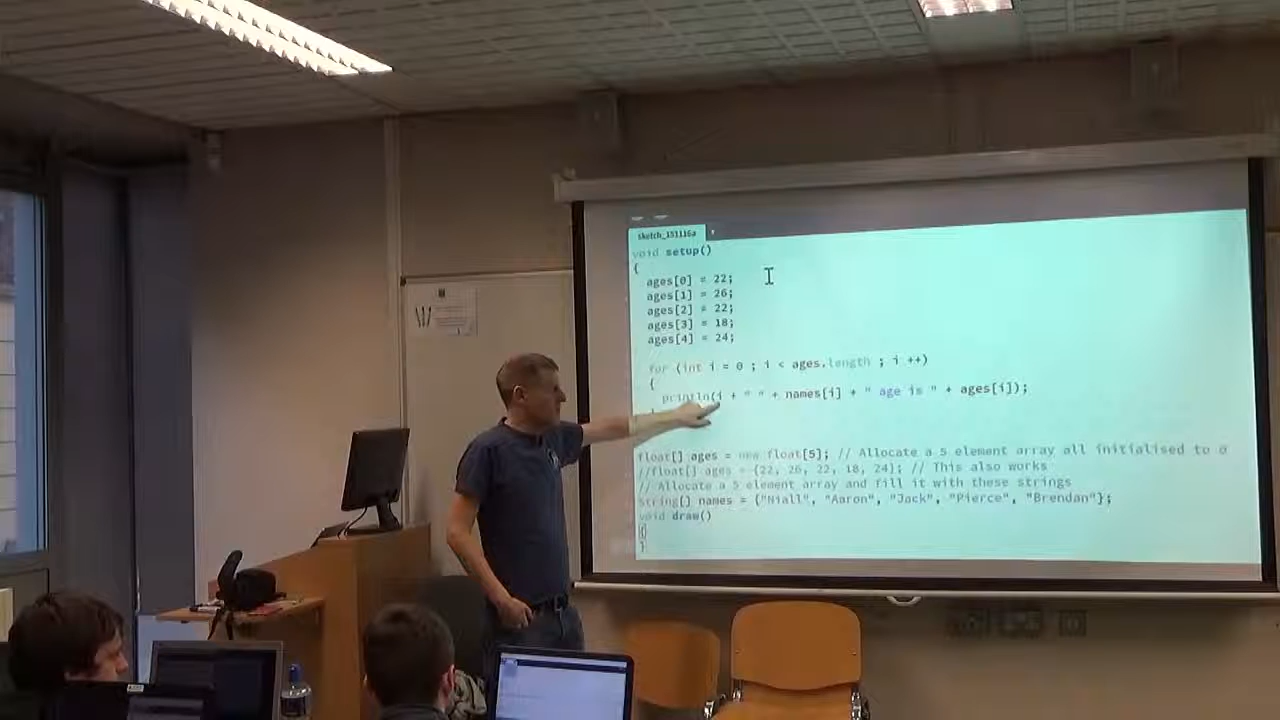 sketch_151116a
void setup()
{
ages[0] = 22;
ages[1] = 26;
ages[2] = 22;
ages[3] = 18;
ages[4] = 24;
for (int i = 0 ; i < ages.length ; i ++)
{
println(i + " " + names[i] + " age is " + ages[i]);
float[] ages = new float[5]; // Allocate a 5 element array all initialised to 0
//float[] ages = {22, 26, 22, 18, 24}; // This also works
// Allocate a 5 element array and fill it with these strings
String[] names = {"Niall", "Aaron", "Jack", "Pierce", "Brendan"};
void draw()
{
}